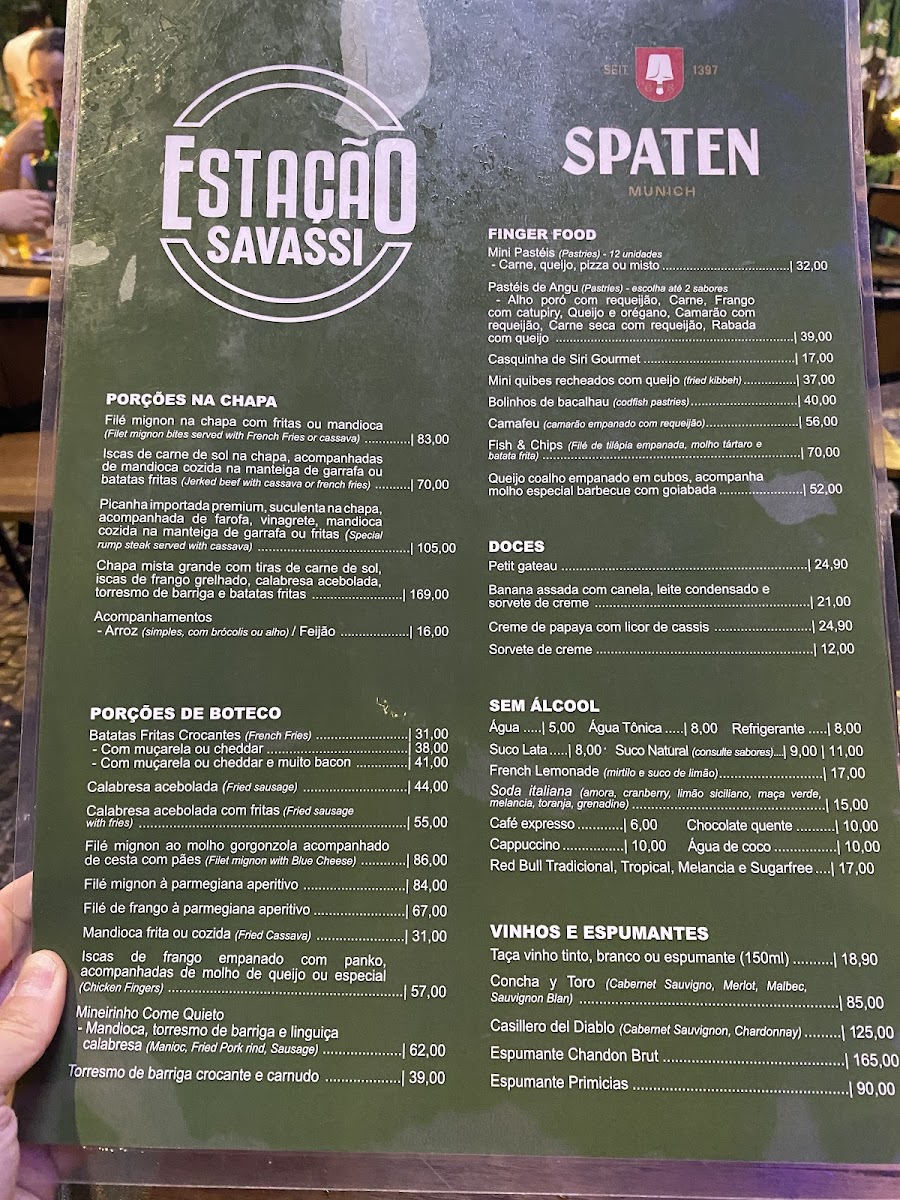 ESTAÇÃO
SAVASSI
SEIT 1397
SPATEN
MUNICH
PORÇÕES NA CHAPA
Filé mignon na chapa com fritas ou mandioca
(Filet mignon bites served with French Fries or cassava) ............| 83,00
Iscas de carne de sol na chapa, acompanhadas
de mandioca cozida na manteiga de garrafa ou
batatas fritas (Jerked beef with cassava or french fries) ..........| 70,00
Picanha importada premium, suculenta na chapa,
acompanhada de farofa, vinagrete, mandioca
cozida na manteiga de garrafa ou fritas (Special
rump steak served with cassava) ..........................................| 105,00
Chapa mista grande com tiras de carne de sol,
iscas de frango grelhado, calabresa acebolada,
torresmo de barriga e batatas fritas ........................| 169,00
Acompanhamentos
- Arroz (simples, com brócolis ou alho) / Feijão ..................| 16,00
PORÇÕES DE BOTECO
Batatas Fritas Crocantes (French Fries) .........................| 31,00
- Com muçarela ou cheddar ......................................| 38,00
- Com muçarela ou cheddar e muito bacon ..............| 41,00
Calabresa acebolada (Fried sausage) .............................| 44,00
Calabresa acebolada com fritas (Fried sausage
with fries) .........................................................................| 55,00
Filé mignon ao molho gorgonzola acompanhado
de cesta com pães (Filet mignon with Blue Cheese) .............| 86,00
Filé mignon à parmegiana aperitivo ............................| 84,00
Filé de frango à parmegiana aperitivo .........................| 67,00
Mandioca frita ou cozida (Fried Cassava) ........................| 31,00
Iscas de frango empanado com panko,
acompanhadas de molho de queijo ou especial
(Chicken Fingers) ................................................................| 57,00
Mineirinho Come Quieto
- Mandioca, torresmo de barriga e linguiça
calabresa (Manioc, Fried Pork rind, Sausage) .......................| 62,00
Torresmo de barriga crocante e carnudo .....................| 39,00
FINGER FOOD
Mini Pastéis (Pastries) - 12 unidades
- Carne, queijo, pizza ou misto ...................................| 32,00
Pastéis de Angu (Pastries) - escolha até 2 sabores
- Alho poró com requeijão, Carne, Frango
com catupiry, Queijo e orégano, Camarão com
requeijão, Carne seca com requeijão, Rabada
com queijo ...........................................................| 39,00
Casquinha de Siri Gourmet ..........................................| 17,00
Mini quibes recheados com queijo (fried kibbeh)...............| 37,00
Bolinhos de bacalhau (codfish pastries)..............................| 40,00
Camafeu (camarão empanado com requeijão)..........................| 56,00
Fish & Chips (Filé de tilápia empanada, molho tártaro e
batata frita) .......................................................................| 70,00
Queijo coalho empanado em cubos, acompanha
molho especial barbecue com goiabada .......................| 52,00
DOCES
Petit gateau ...................................................................| 24,90
Banana assada com canela, leite condensado e
sorvete de creme ...........................................................| 21,00
Creme de papaya com licor de cassis ...........................| 24,90
Sorvete de creme ............................................................| 12,00
SEM ÁLCOOL
Água .....| 5,00 Água Tônica .....| 8,00 Refrigerante .....| 8,00
Suco Lata.....| 8,00 Suco Natural (consulte sabores)...| 9,00 | 11,00
French Lemonade (mirtilo e suco de limão)............................| 17,00
Soda italiana (amora, cranberry, limão siciliano, maça verde,
melancia, toranja, grenadine) .....................................................| 15,00
Café expresso ............| 6,00 Chocolate quente ..........| 10,00
Cappuccino ...............| 10,00 Água de coco ................| 10,00
Red Bull Tradicional, Tropical, Melancia e Sugarfree ....| 17,00
VINHOS E ESPUMANTES
Taça vinho tinto, branco ou espumante (150ml) ..........| 18,90
Concha y Toro (Cabernet Sauvigno, Merlot, Malbec,
Sauvignon Blan) ................................................................| 85,00
Casillero del Diablo (Cabernet Sauvignon, Chardonnay)..........| 125,00
Espumante Chandon Brut .............................................| 165,00
Espumante Primicias .....................................................| 90,00